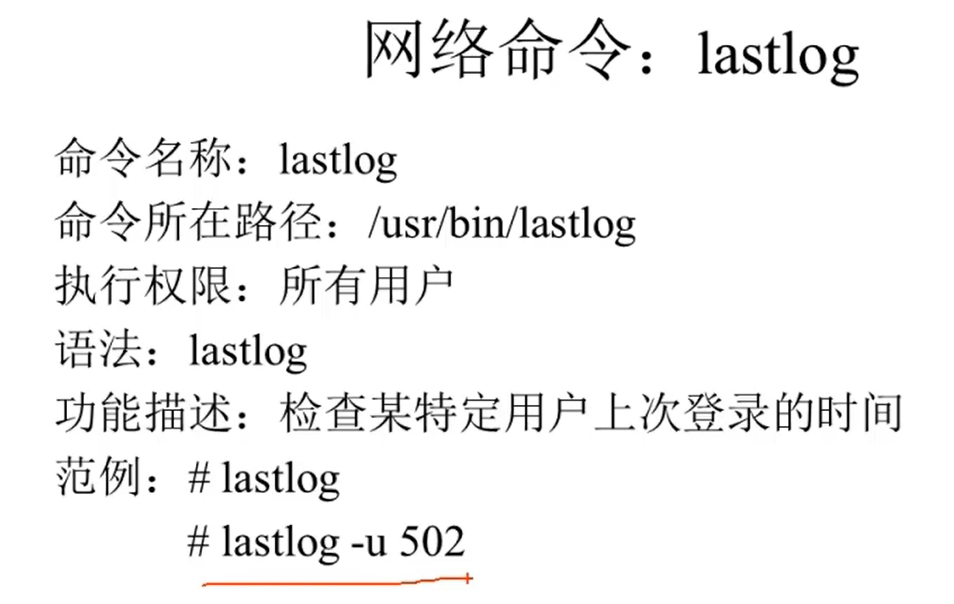 网络命令：lastlog
命令名称：lastlog
命令所在路径：/usr/bin/lastlog
执行权限：所有用户
语法：lastlog
功能描述：检查某特定用户上次登录的时间
范例：# lastlog
# lastlog -u 502